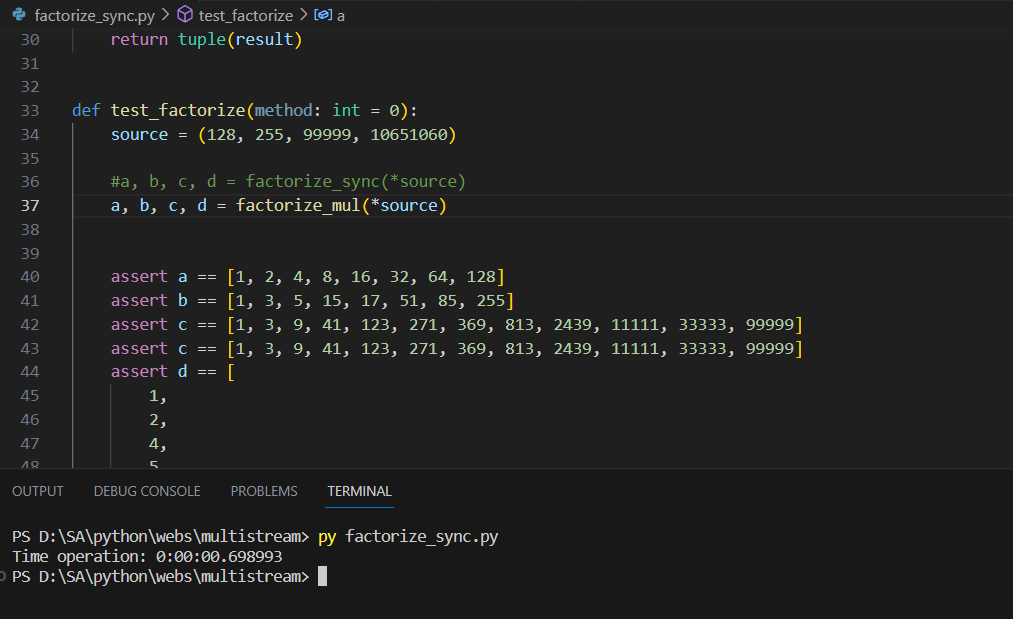 factorize_sync.py > test_factorize > a
30 return tuple(result)
31
32
33 def test_factorize(method: int = 0):
34 source = (128, 255, 99999, 10651060)
35
36 #a, b, c, d = factorize_sync(*source)
37 a, b, c, d = factorize_mul(*source)
38
39
40 assert a == [1, 2, 4, 8, 16, 32, 64, 128]
41 assert b == [1, 3, 5, 15, 17, 51, 85, 255]
42 assert c == [1, 3, 9, 41, 123, 271, 369, 813, 2439, 11111, 33333, 99999]
43 assert c == [1, 3, 9, 41, 123, 271, 369, 813, 2439, 11111, 33333, 99999]
44 assert d == [
45 1,
46 2,
47 4,
48 5
OUTPUT DEBUG CONSOLE PROBLEMS TERMINAL
PS D:\SA\python\webs\multistream> py factorize_sync.py
Time operation: 0:00:00.698993
PS D:\SA\python\webs\multistream>